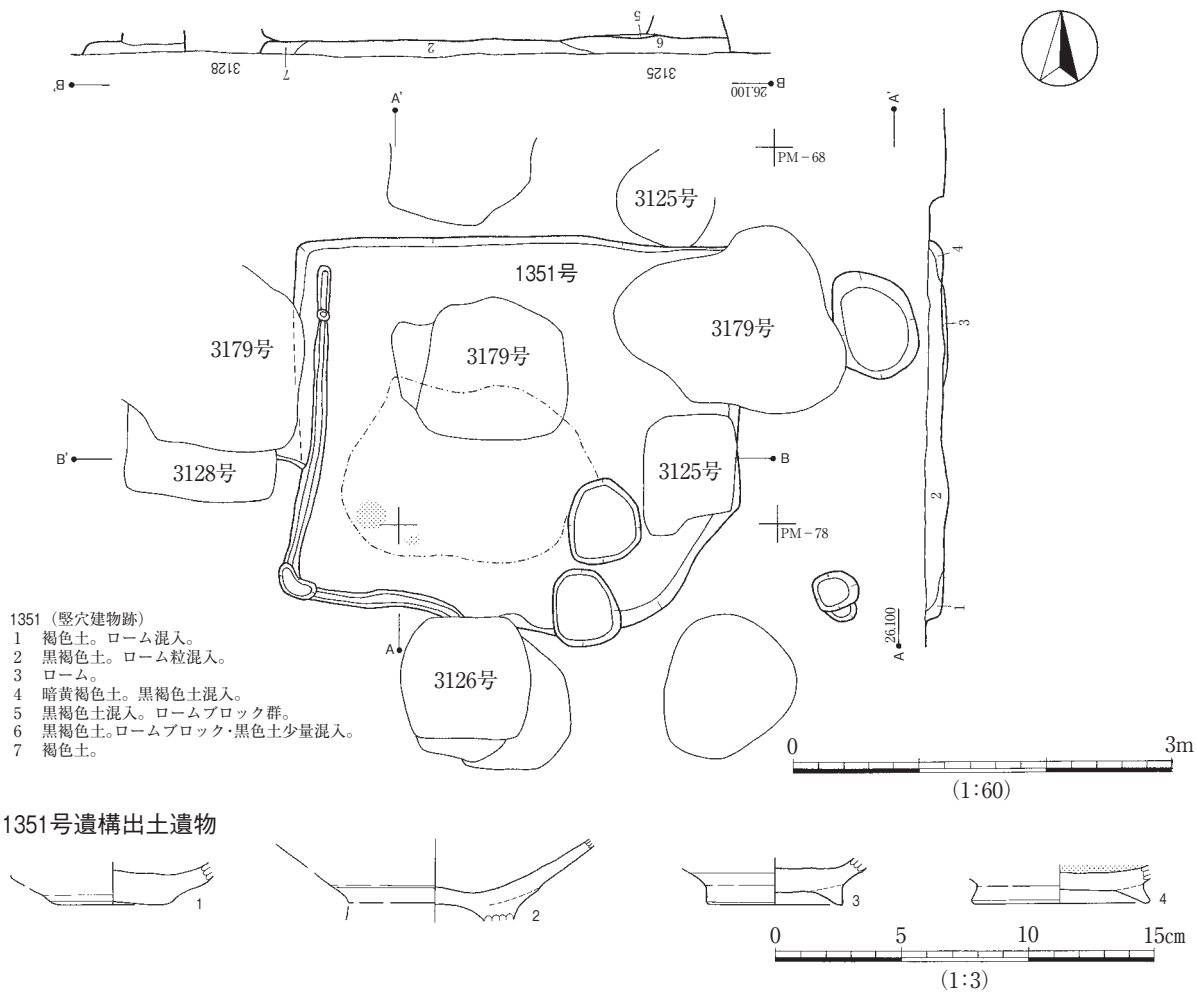 5
2
6
7
3128
3125
B'
26.100
B
A'
A'
PM−68
3125号
1351号
4
3179号
3179号
3179号
3
B'
3128号
3125号
B
2
PM−78
1
26.100
A
A
3126号
1351（竪穴建物跡）
1 褐色土。ローム混入。
2 黒褐色土。ローム粒混入。
3 ローム。
4 暗黄褐色土。黒褐色土混入。
5 黒褐色土混入。ロームブロック群。
6 黒褐色土。ロームブロック・黒色土少量混入。
7 褐色土。
0 3m
(1:60)
1351号遺構出土遺物
1
2
3
4
0 5 10 15cm
(1:3)